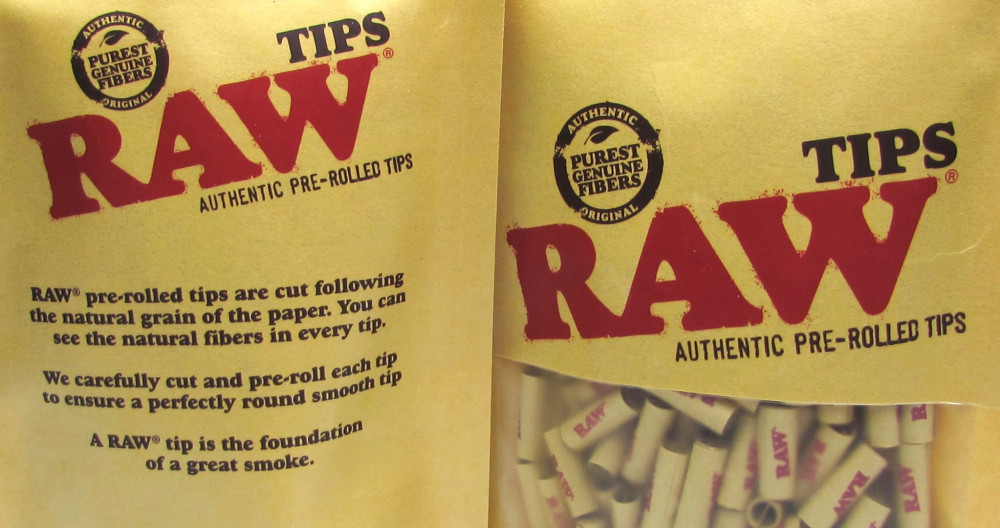 AUTHENTIC
PUREST
GENUINE
FIBERS
ORIGINAL
TIPS
RAW®
AUTHENTIC PRE-ROLLED TIPS
RAW® pre-rolled tips are cut following
the natural grain of the paper. You can
see the natural fibers in every tip.
We carefully cut and pre-roll each tip
to ensure a perfectly round smooth tip
A RAW® tip is the foundation
of a great smoke.
AUTHENTIC
PUREST
GENUINE
FIBERS
ORIGINAL
TIPS
RAW®
AUTHENTIC PRE-ROLLED TIPS
RAW
RAW
RAW
RAW
RAW
RAW